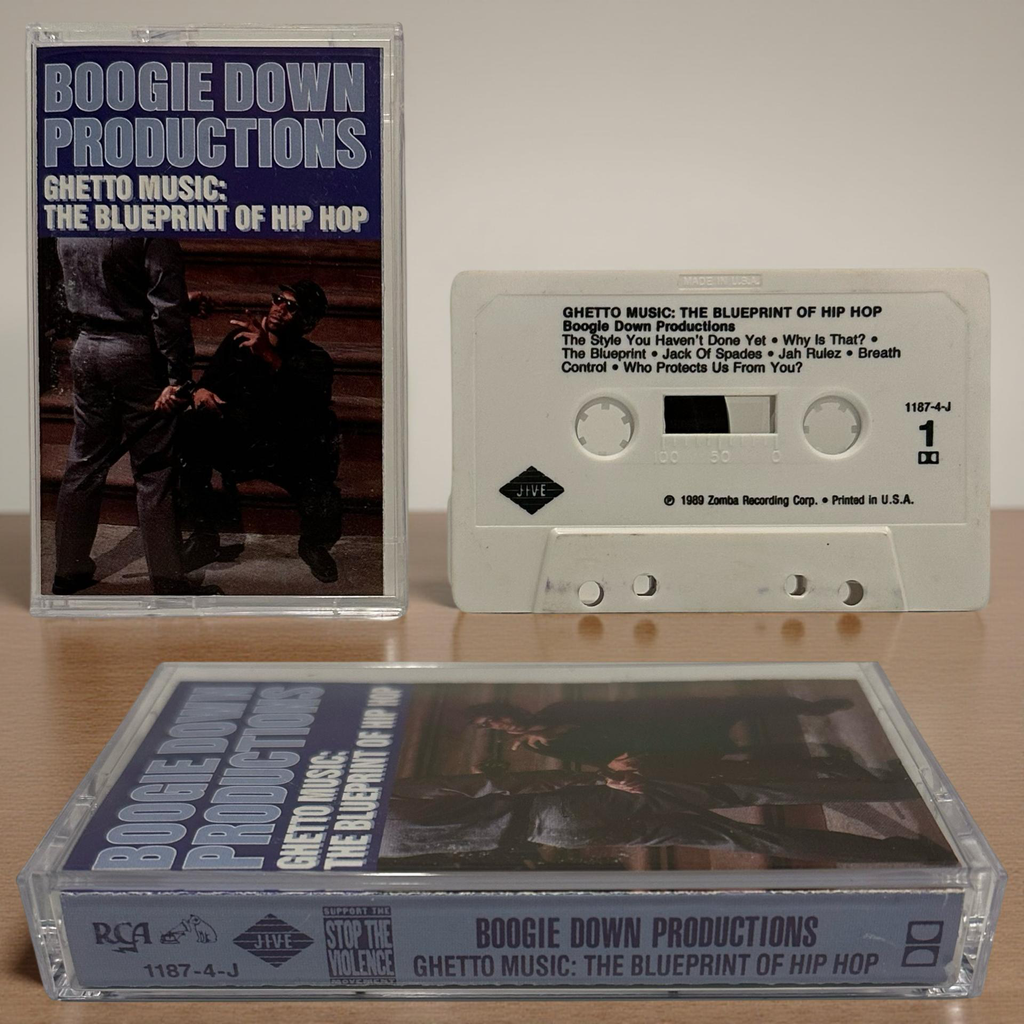 BOOGIE DOWN
PRODUCTIONS
GHETTO MUSIC:
THE BLUEPRINT OF HIP HOP
MADE IN U.S.A.
GHETTO MUSIC: THE BLUEPRINT OF HIP HOP
Boogie Down Productions
The Style You Haven't Done Yet • Why Is That? •
The Blueprint • Jack Of Spades • Jah Rulez • Breath
Control • Who Protects Us From You?
1187-4-J
1
100 50 0
JIVE
℗ 1989 Zomba Recording Corp. • Printed in U.S.A.
BOOGIE DOWN
PRODUCTIONS
GHETTO MUSIC:
THE BLUEPRINT OF HIP HOP
RCA
JIVE
1187-4-J
SUPPORT THE
STOP THE
VIOLENCE
MOVEMENT
BOOGIE DOWN PRODUCTIONS
GHETTO MUSIC: THE BLUEPRINT OF HIP HOP